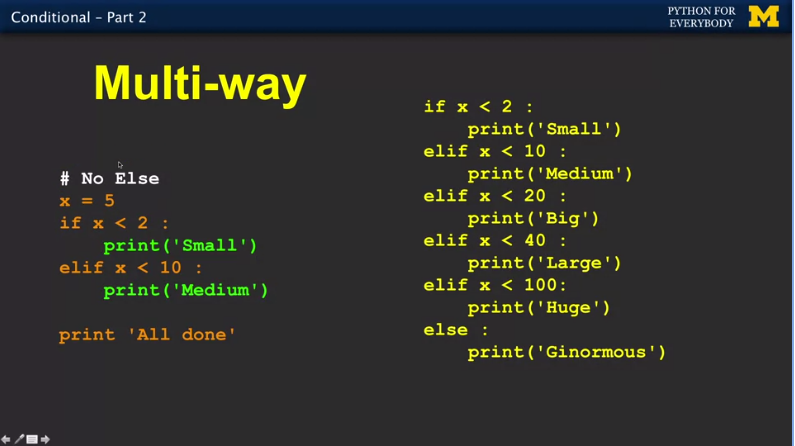 Conditional – Part 2
PYTHON FOR
EVERYBODY
M
Multi-way
# No Else
x = 5
if x < 2 :
    print('Small')
elif x < 10 :
    print('Medium')

print 'All done'
if x < 2 :
    print('Small')
elif x < 10 :
    print('Medium')
elif x < 20 :
    print('Big')
elif x < 40 :
    print('Large')
elif x < 100:
    print('Huge')
else :
    print('Ginormous')